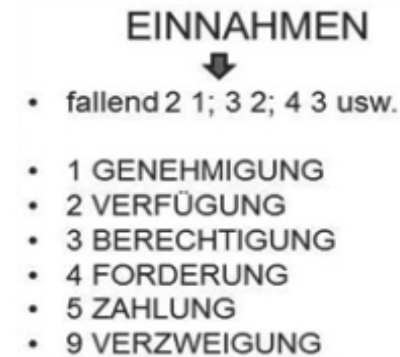 EINNAHMEN
• fallend 2 1; 3 2; 4 3 usw.
• 1 GENEHMIGUNG
• 2 VERFÜGUNG
• 3 BERECHTIGUNG
• 4 FORDERUNG
• 5 ZAHLUNG
• 9 VERZWEIGUNG